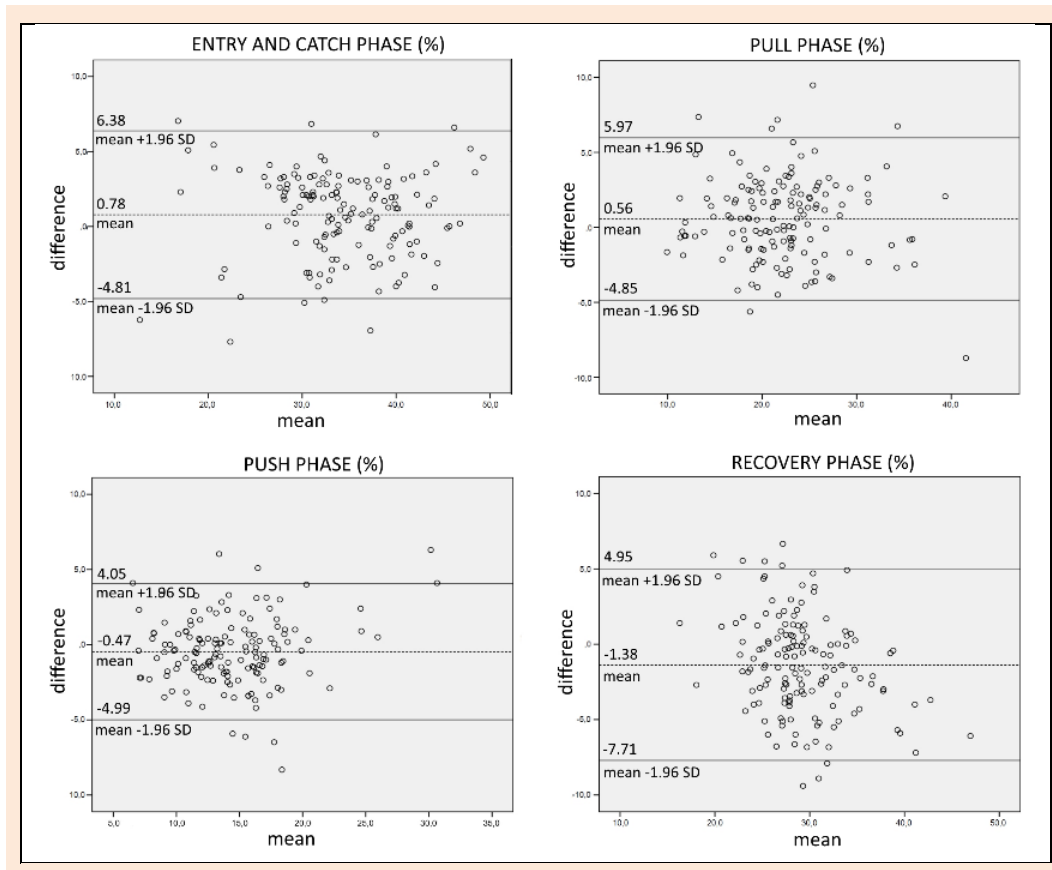 ENTRY AND CATCH PHASE (%)
10,0
6.38
mean +1.96 SD
5,0
0.78
mean
,0
-4.81
-5,0
mean -1.96 SD
10,0
difference
10,0 20,0 30,0 40,0 50,0
mean
PULL PHASE (%)
10,0
5.97
mean +1.96 SD
5,0
0.56
mean
,0
-4.85
-5,0
mean -1.96 SD
-10,0
difference
10,0 20,0 30,0 40,0
mean
PUSH PHASE (%)
10,0
5,0
4.05
mean +1.96 SD
-0.47
,0
mean
-4.99
-5,0
mean -1.96 SD
10,0
difference
5,0 10,0 15,0 20,0 25,0 30,0 35,0
mean
RECOVERY PHASE (%)
10,0
4.95
5,0
mean +1.96 SD
,0
-1.38
mean
-5,0
-7.71
mean -1.96 SD
-10,0
difference
10,0 20,0 30,0 40,0 50,0
mean